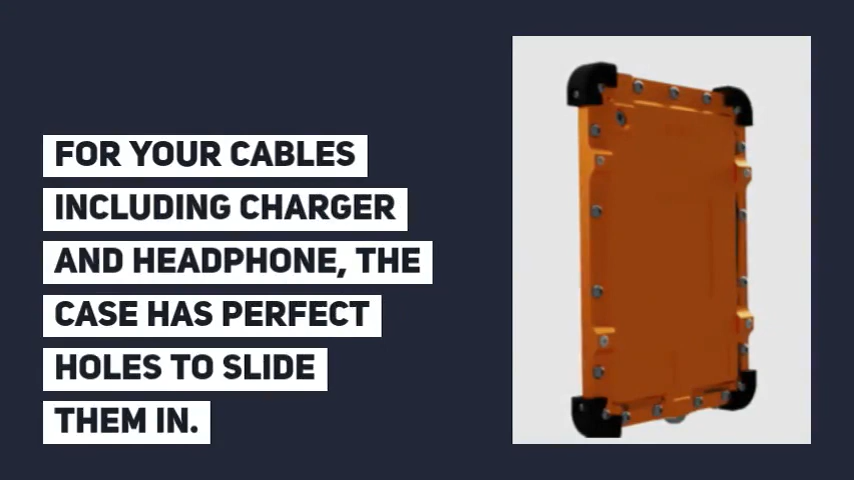 FOR YOUR CABLES
INCLUDING CHARGER
AND HEADPHONE, THE
CASE HAS PERFECT
HOLES TO SLIDE
THEM IN.